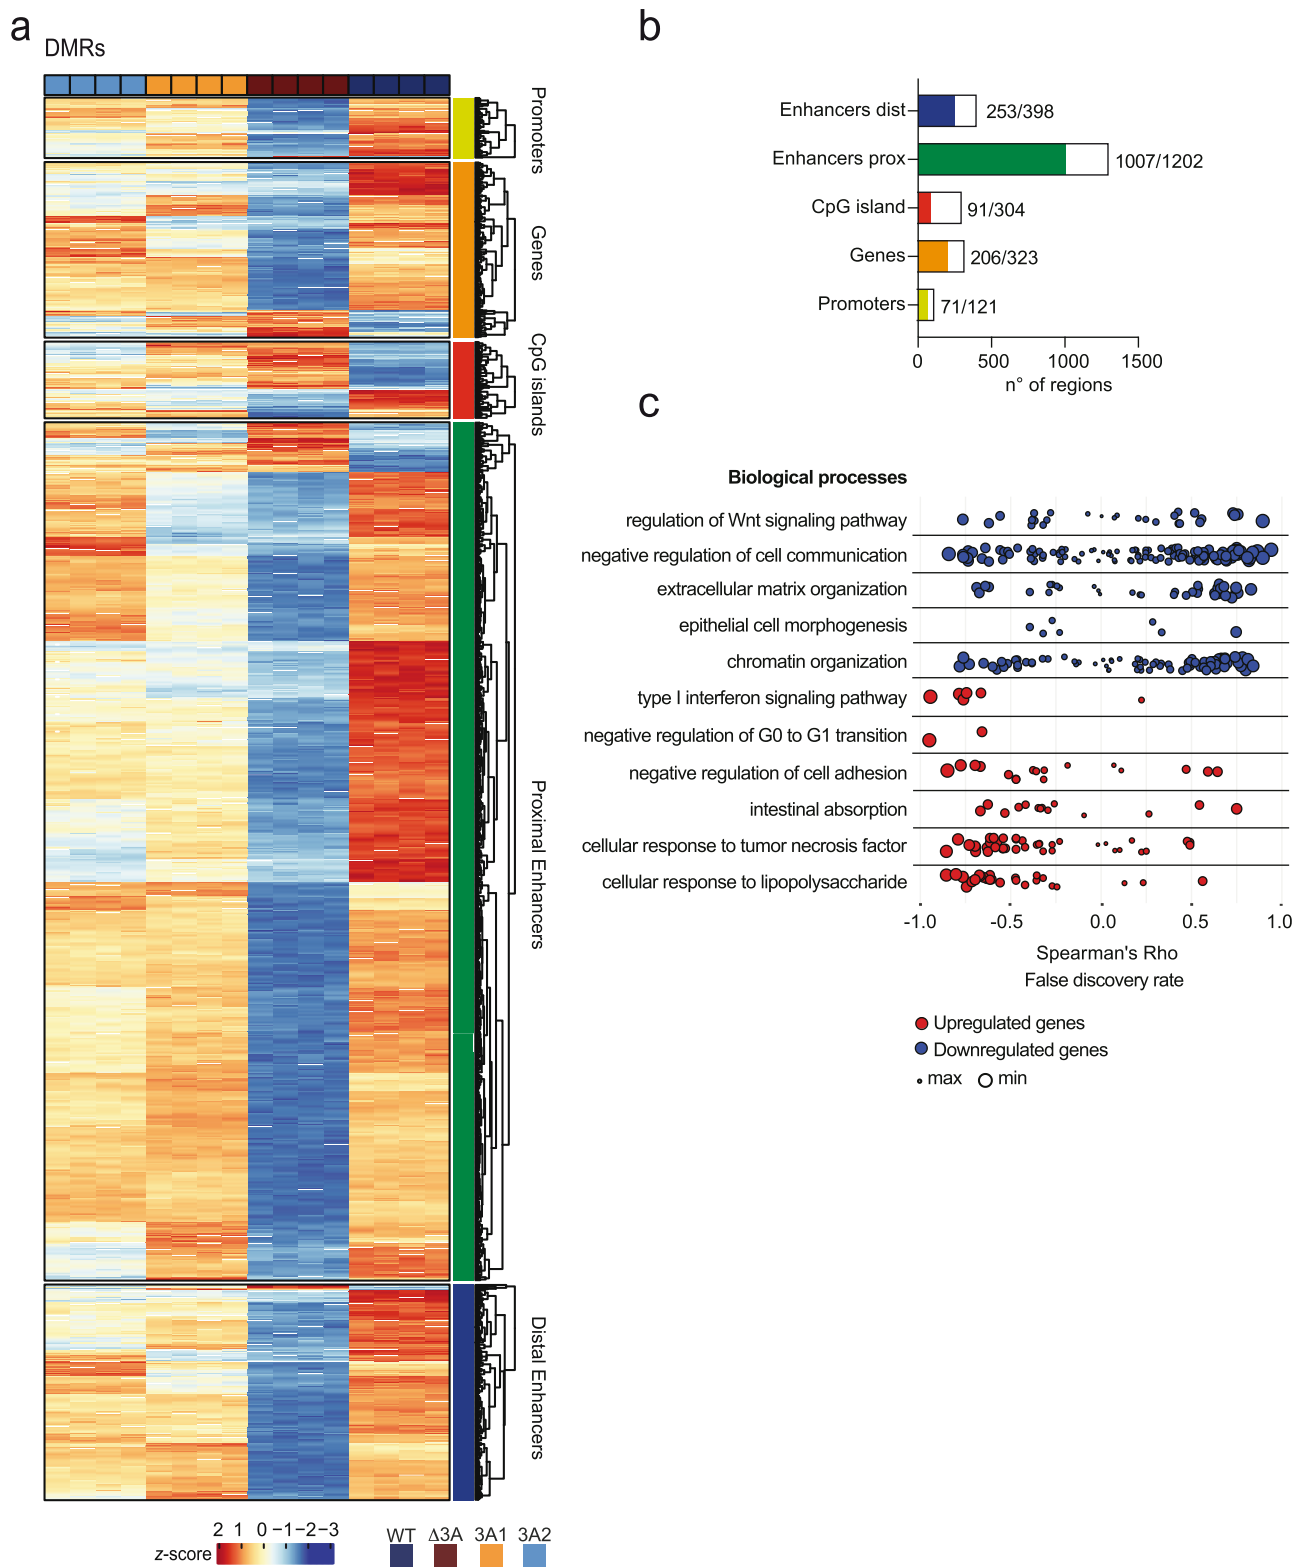 a
DMRs
Promoters
Genes
CpG islands
Proximal Enhancers
Distal Enhancers
2 1 0 −1 −2 −3
z-score
WT Δ3A 3A1 3A2
b
Enhancers dist 253/398
Enhancers prox 1007/1202
CpG island 91/304
Genes 206/323
Promoters 71/121
0 500 1000 1500
n° of regions
c
Biological processes
regulation of Wnt signaling pathway
negative regulation of cell communication
extracellular matrix organization
epithelial cell morphogenesis
chromatin organization
type I interferon signaling pathway
negative regulation of G0 to G1 transition
negative regulation of cell adhesion
intestinal absorption
cellular response to tumor necrosis factor
cellular response to lipopolysaccharide
-1.0 -0.5 0.0 0.5 1.0
Spearman's Rho
False discovery rate
Upregulated genes
Downregulated genes
max min